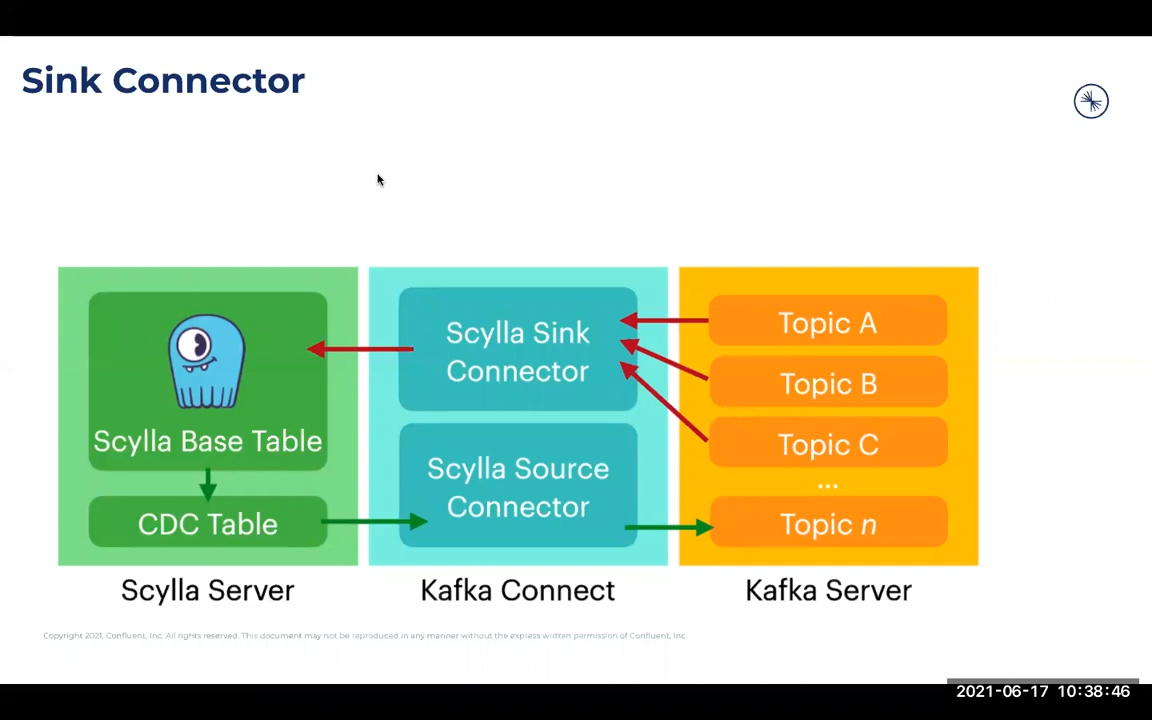 Sink Connector
Scylla Base Table
CDC Table
Scylla Server
Scylla Sink
Connector
Scylla Source
Connector
Kafka Connect
Topic A
Topic B
Topic C
...
Topic n
Kafka Server
Copyright 2021, Confluent, Inc. All rights reserved. This document may not be reproduced in any manner without the express written permission of Confluent, Inc.
2021-06-17 10:38:46